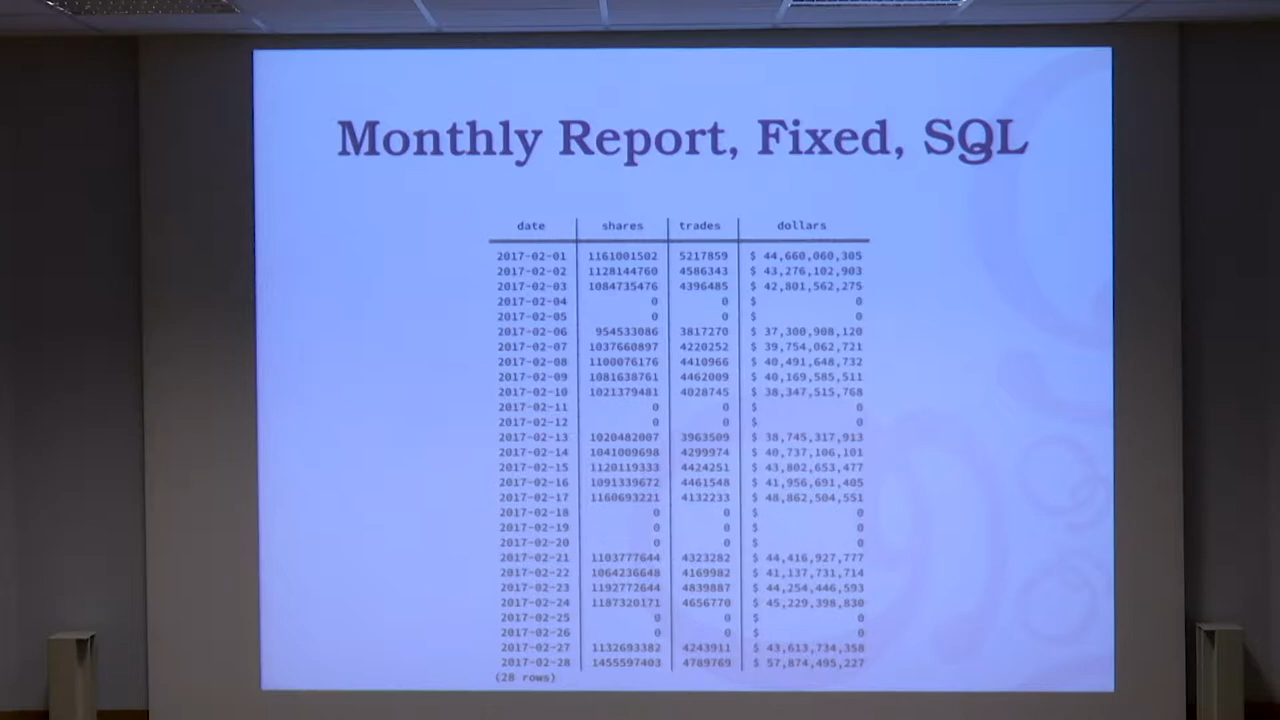 Monthly Report, Fixed, SQL
date shares trades dollars
2017-02-01 1161001502 5217859 $ 44,660,060,305
2017-02-02 1128144760 4586343 $ 43,276,102,903
2017-02-03 1084735476 4396485 $ 42,801,562,275
2017-02-04 0 0 $ 0
2017-02-05 0 0 $ 0
2017-02-06 954533086 3817270 $ 37,300,908,120
2017-02-07 1037660897 4220252 $ 39,754,062,721
2017-02-08 1100076176 4410966 $ 40,491,648,732
2017-02-09 1081638761 4462009 $ 40,169,585,511
2017-02-10 1021379481 4028745 $ 38,347,515,768
2017-02-11 0 0 $ 0
2017-02-12 0 0 $ 0
2017-02-13 1020482007 3963509 $ 38,745,317,913
2017-02-14 1041009698 4299974 $ 40,737,106,101
2017-02-15 1120119333 4424251 $ 43,802,653,477
2017-02-16 1091339672 4461548 $ 41,956,691,405
2017-02-17 1160693221 4132233 $ 48,862,504,551
2017-02-18 0 0 $ 0
2017-02-19 0 0 $ 0
2017-02-20 0 0 $ 0
2017-02-21 1103777644 4323282 $ 44,416,927,777
2017-02-22 1064236648 4169982 $ 41,137,731,714
2017-02-23 1192772644 4839887 $ 44,254,446,593
2017-02-24 1187320171 4656770 $ 45,229,398,830
2017-02-25 0 0 $ 0
2017-02-26 0 0 $ 0
2017-02-27 1132693382 4243911 $ 43,613,734,358
2017-02-28 1455597403 4789769 $ 57,874,495,227
(28 rows)